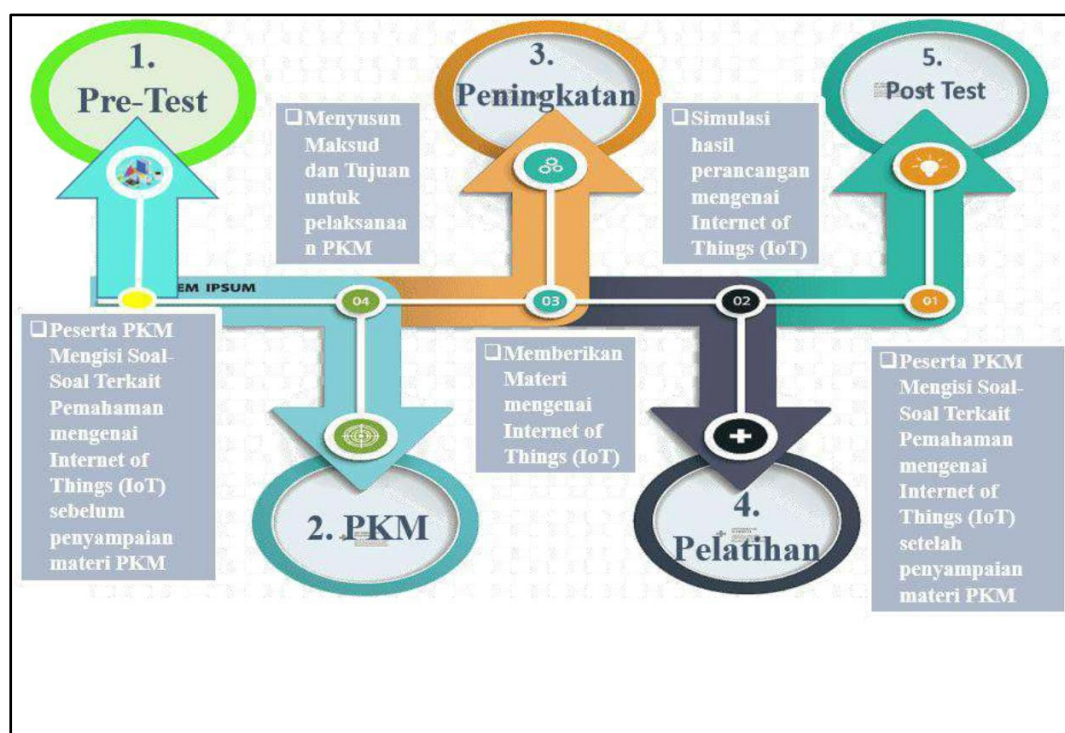 1.
Pre-Test
3.
Peningkatan
5.
Post Test
❑Menyusun
Maksud
dan Tujuan
untuk
pelaksanaa
n PKM
❑Simulasi
hasil
perancangan
mengenai
Internet of
Things (IoT)
EM IPSUM
04
03
02
01
❑Peserta PKM
Mengisi Soal-
Soal Terkait
Pemahaman
mengenai
Internet of
Things (IoT)
sebelum
penyampaian
materi PKM
❑Memberikan
Materi
mengenai
Internet of
Things (IoT)
❑Peserta PKM
Mengisi Soal-
Soal Terkait
Pemahaman
mengenai
Internet of
Things (IoT)
setelah
penyampaian
materi PKM
2. PKM
4.
Pelatihan